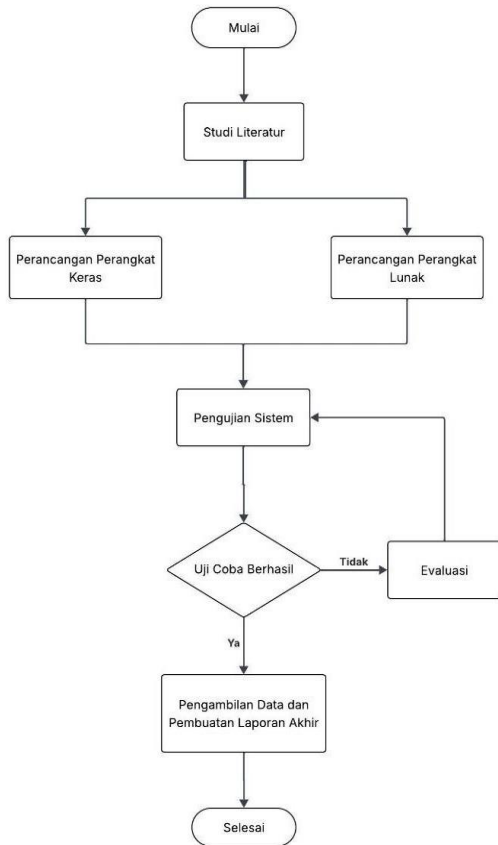 Mulai
Studi Literatur
Perancangan Perangkat
Keras
Perancangan Perangkat
Lunak
Pengujian Sistem
Uji Coba Berhasil
Tidak
Evaluasi
Ya
Pengambilan Data dan
Pembuatan Laporan Akhir
Selesai